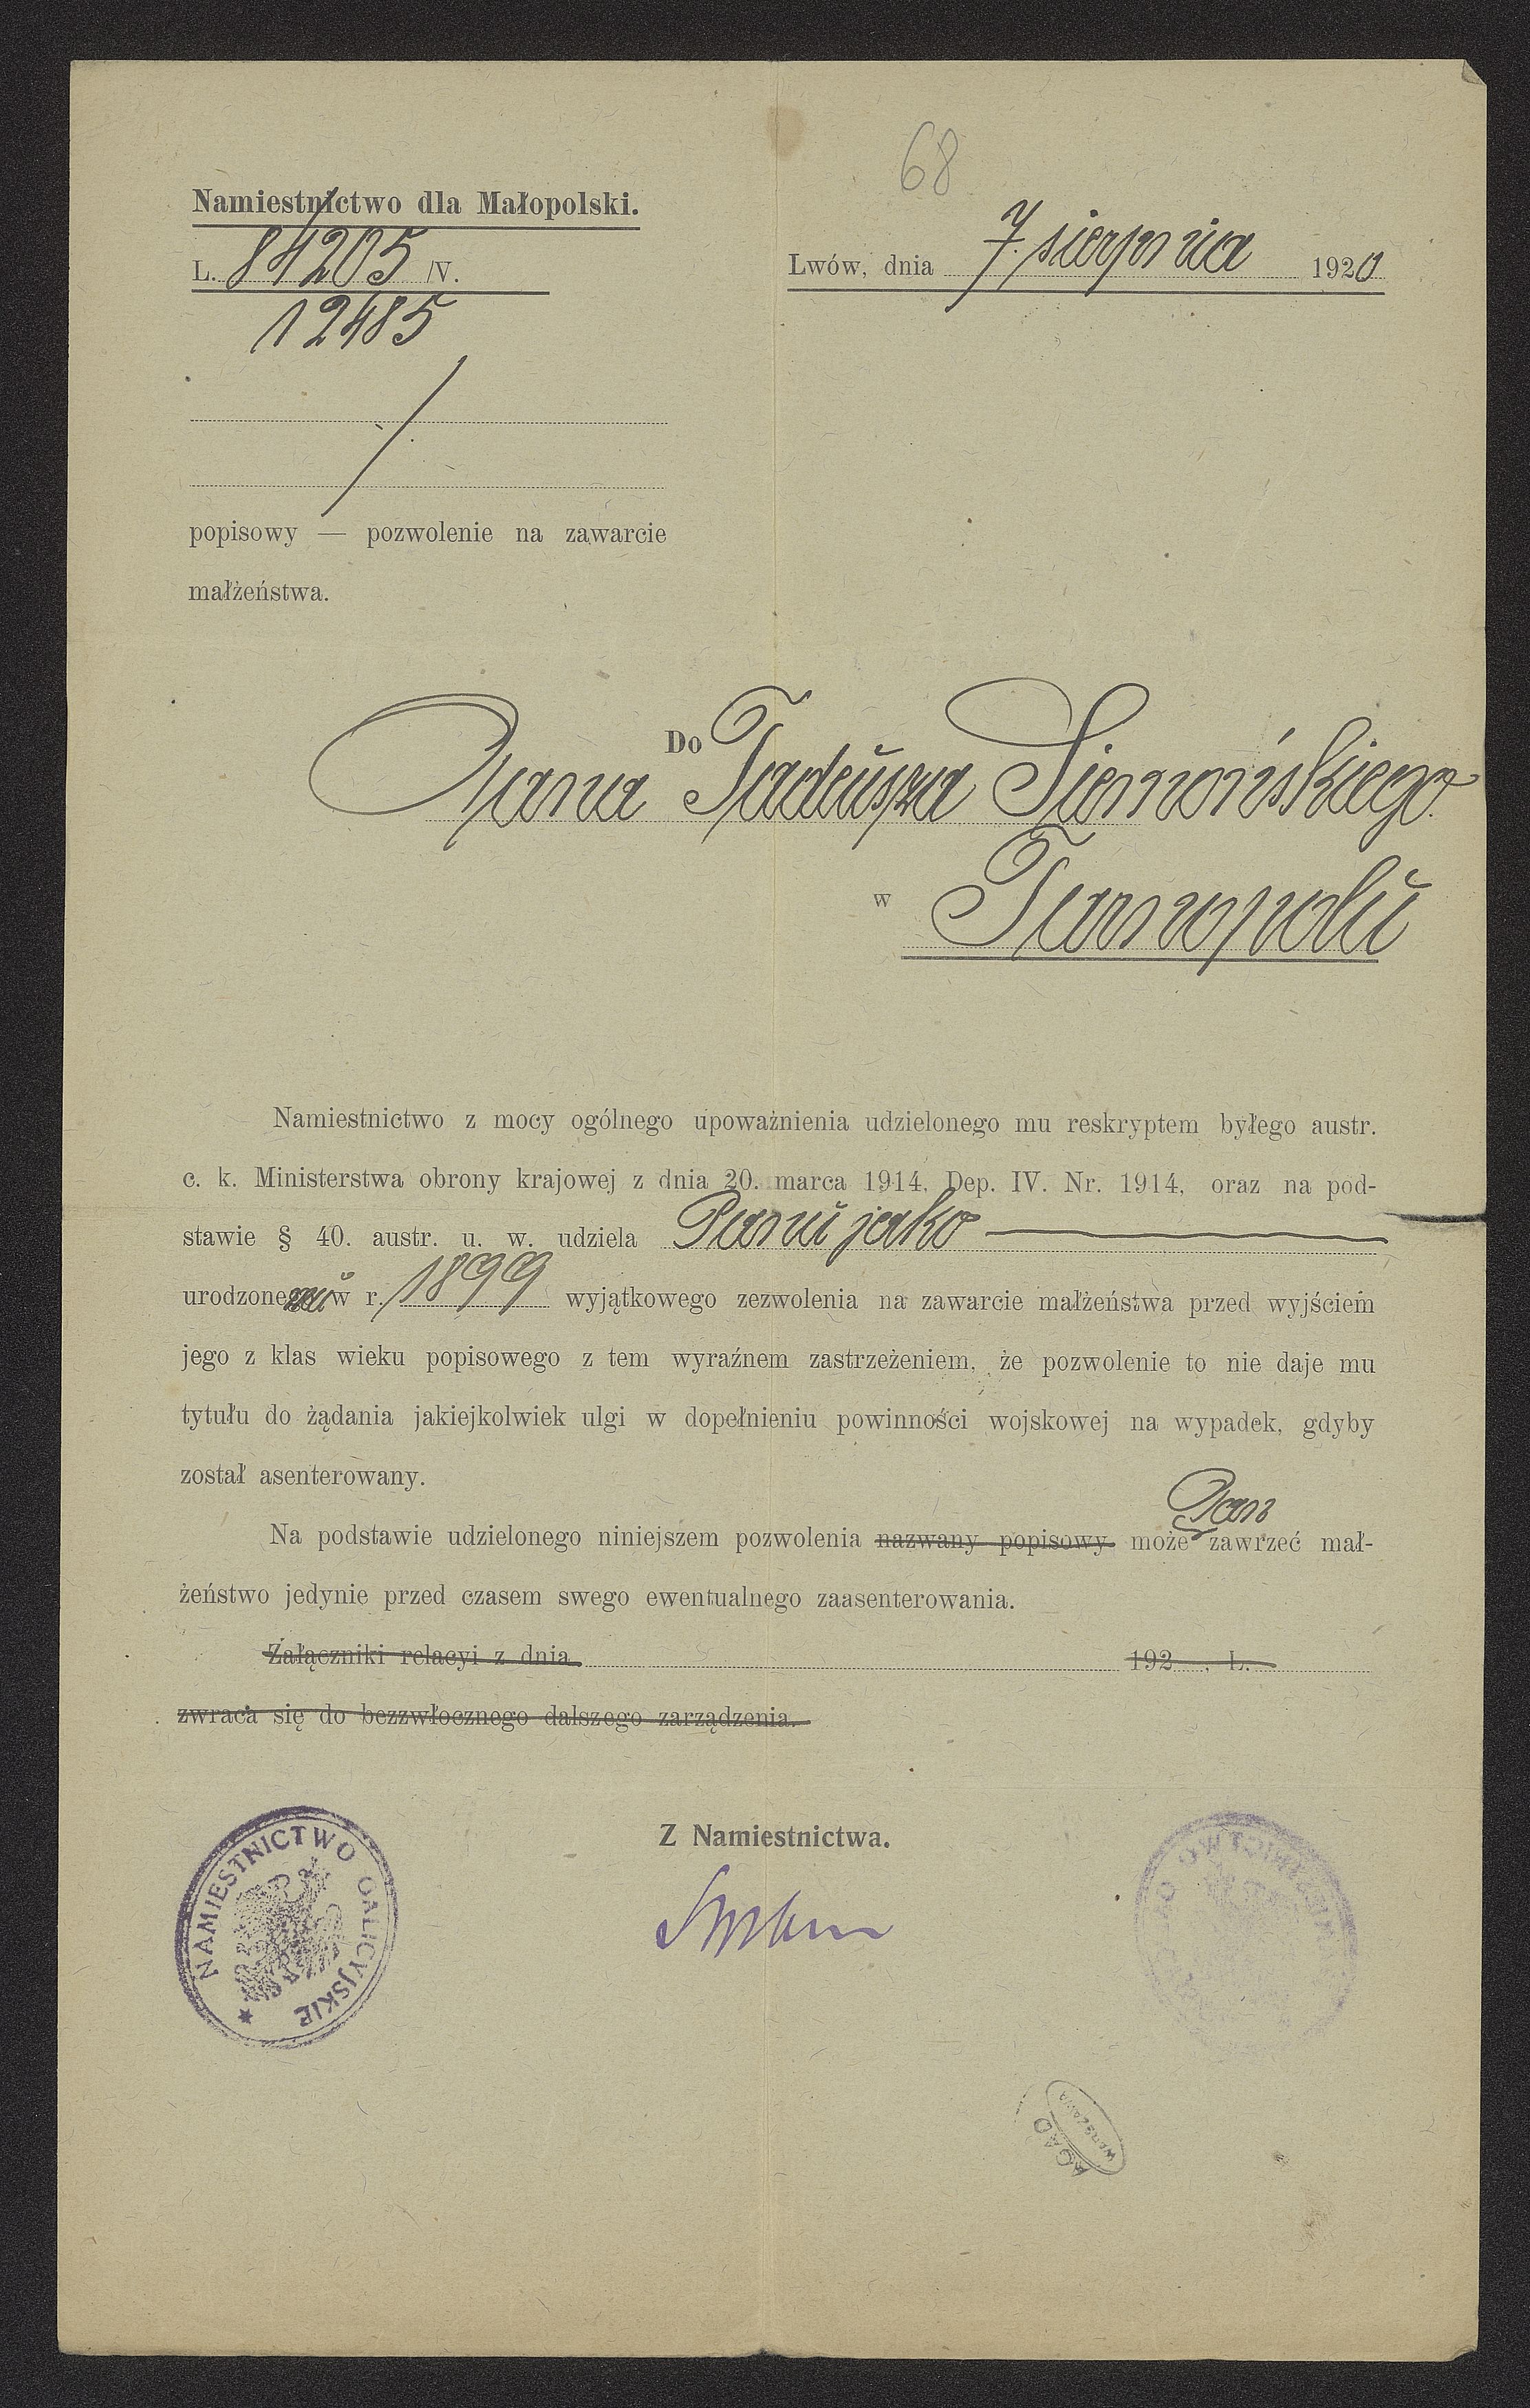 68
Namiestnictwo dla Małopolski.
L. 84205 /V.
12485
Lwów, dnia 7. sierpnia 1920
popisowy — pozwolenie na zawarcie
małżeństwa.
Do
Pana Tadeusza Siemońskiego
w Tarnopolu
Namiestnictwo z mocy ogólnego upoważnienia udzielonego mu reskryptem byłego austr.
c. k. Ministerstwa obrony krajowej z dnia 20. marca 1914, Dep. IV. Nr. 1914, oraz na pod-
stawie § 40. austr. u. w. udziela Panu jako
urodzonemu w r. 1899 wyjątkowego zezwolenia na zawarcie małżeństwa przed wyjściem
jego z klas wieku popisowego z tem wyraźnem zastrzeżeniem, że pozwolenie to nie daje mu
tytułu do żądania jakiejkolwiek ulgi w dopełnieniu powinności wojskowej na wypadek, gdyby
został asenterowany.
Pan
Na podstawie udzielonego niniejszem pozwolenia nazwany popisowy może zawrzeć mał-
żeństwo jedynie przed czasem swego ewentualnego zaasenterowania.
Załączniki relacyi z dnia 192 , L.
zwraca się do bezzwłocznego dalszego zarządzenia.
Z Namiestnictwa.
NAMIESTNICTWO GALICYJSKIE
AGAD
WARSZAWA